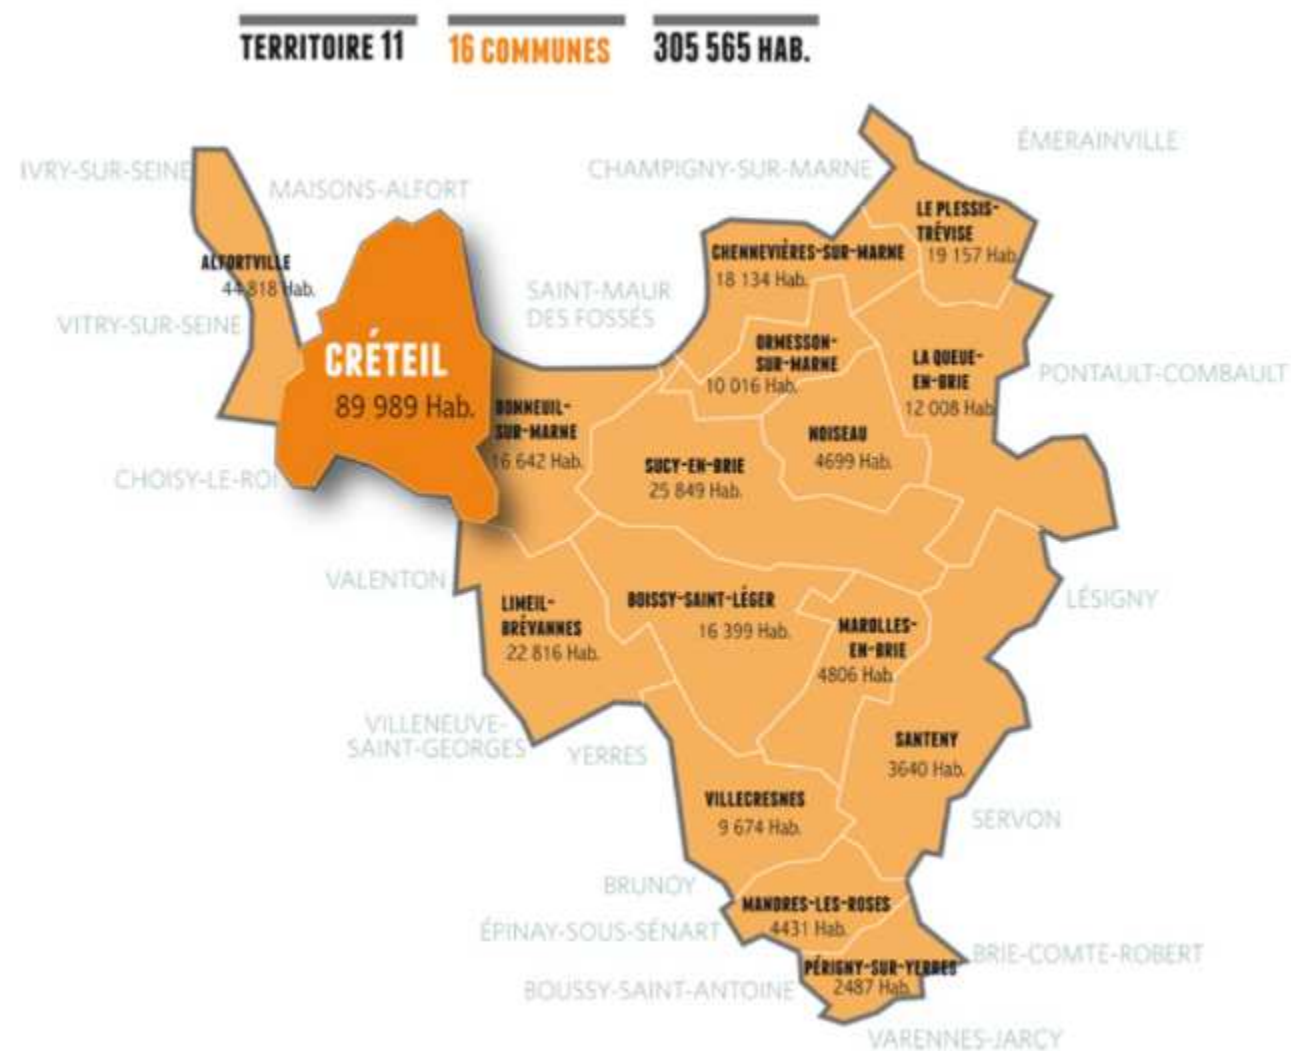 TERRITOIRE 11
16 COMMUNES
305 565 HAB.
ÉMERAINVILLE
CHAMPIGNY-SUR-MARNE
IVRY-SUR-SEINE
MAISONS-ALFORT
LE PLESSIS-
TRÉVISE
19 157 Hab.
CHENNEVIÈRES-SUR-MARNE
18 134 Hab.
ALFORTVILLE
44 818 Hab.
SAINT-MAUR
DES FOSSÉS
VITRY-SUR-SEINE
CRÉTEIL
89 989 Hab.
ORMESSON-
SUR-MARNE
10 016 Hab.
LA QUEUE-
EN-BRIE
12 008 Hab
PONTAULT-COMBAULT
BONNEUIL-
SUR-MARNE
16 642 Hab.
NOISEAU
4699 Hab.
SUCY-EN-BRIE
25 849 Hab.
CHOISY-LE-ROI
VALENTON
LIMEIL-
BRÉVANNES
22 816 Hab.
BOISSY-SAINT-LÉGER
16 399 Hab.
MAROLLES-
EN-BRIE
4806 Hab.
LÉSIGNY
VILLENEUVE-
SAINT-GEORGES
YERRES
SANTENY
3640 Hab.
VILLECRESNES
9 674 Hab.
SERVON
BRUNOY
MANDRES-LES-ROSES
4431 Hab.
ÉPINAY-SOUS-SÉNART
BRIE-COMTE-ROBERT
PÉRIGNY-SUR-YERRES
2487 Hab.
BOUSSY-SAINT-ANTOINE
VARENNES-JARCY